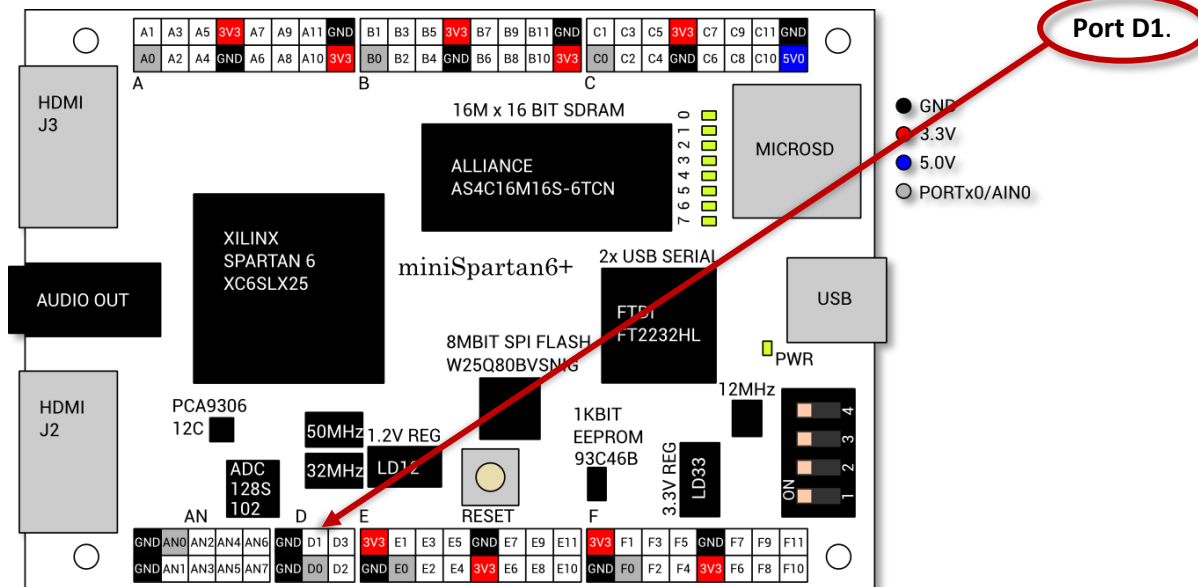 Port D1.
A1 A3 A5 3V3 A7 A9 A11 GND
A0 A2 A4 GND A6 A8 A10 3V3
A
B1 B3 B5 3V3 B7 B9 B11 GND
B0 B2 B4 GND B6 B8 B10 3V3
B
C1 C3 C5 3V3 C7 C9 C11 GND
C0 C2 C4 GND C6 C8 C10 5V0
C
HDMI
J3
16M x 16 BIT SDRAM
ALLIANCE
AS4C16M16S-6TCN
0
1
2
3
4
5
6
7
MICROSD
GND
3.3V
5.0V
PORTx0/AIN0
XILINX
SPARTAN 6
XC6SLX25
miniSpartan6+
2x USB SERIAL
FTDI
FT2232HL
AUDIO OUT
USB
8MBIT SPI FLASH
W25Q80BVSNIG
PWR
HDMI
J2
PCA9306
12C
50MHz
32MHz
1.2V REG
LD12
1KBIT
EEPROM
93C46B
12MHz
3.3V REG
LD33
4
3
2
1
ON
ADC
128S
102
RESET
AN
GND AN0 AN2 AN4 AN6
GND AN1 AN3 AN5 AN7
D
GND D1 D3
GND D0 D2
E
3V3 E1 E3 E5 GND E7 E9 E11
GND E0 E2 E4 3V3 E6 E8 E10
F
3V3 F1 F3 F5 GND F7 F9 F11
GND F0 F2 F4 3V3 F6 F8 F10